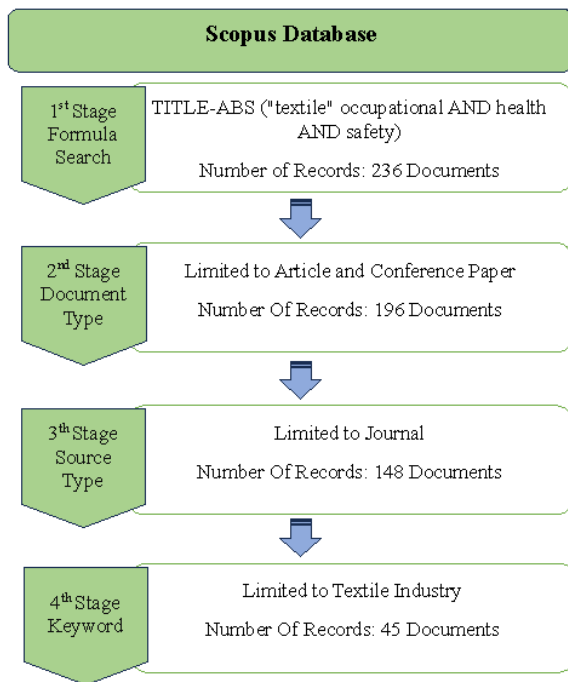 Scopus Database
1st Stage
Formula
Search
TITLE-ABS ("textile" occupational AND health
AND safety)
Number of Records: 236 Documents
2nd Stage
Document
Type
Limited to Article and Conference Paper
Number Of Records: 196 Documents
3th Stage
Source
Type
Limited to Journal
Number Of Records: 148 Documents
4th Stage
Keyword
Limited to Textile Industry
Number Of Records: 45 Documents